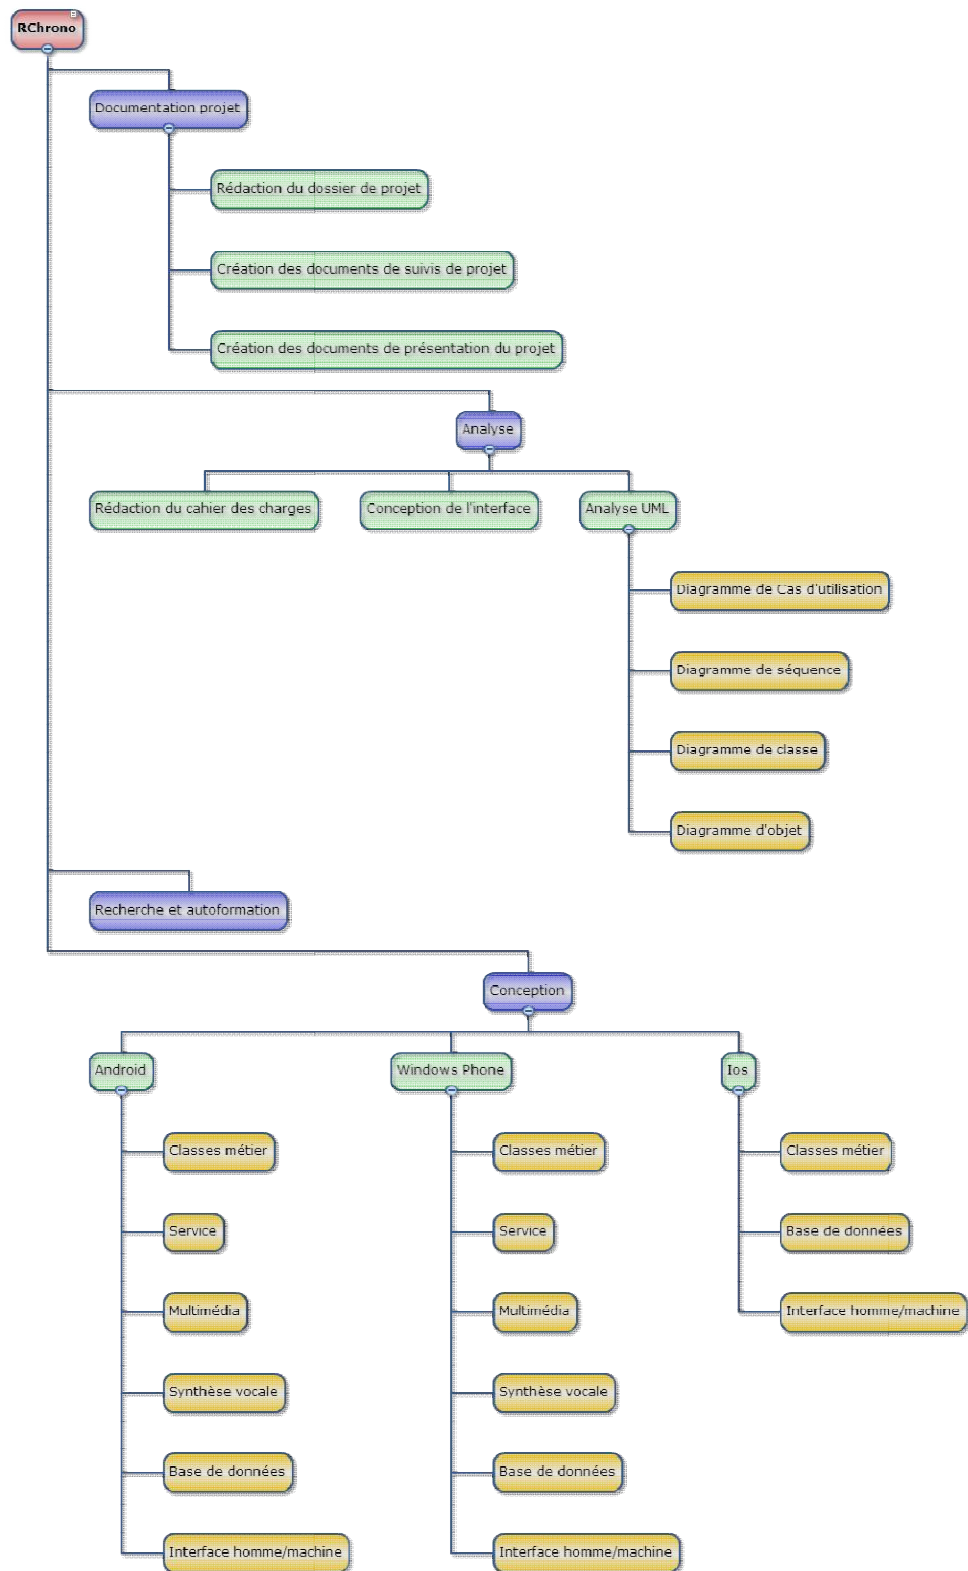 RChrono
Documentation projet
Rédaction du dossier de projet
Création des documents de suivis de projet
Création des documents de présentation du projet
Analyse
Rédaction du cahier des charges
Conception de l'interface
Analyse UML
Diagramme de Cas d'utilisation
Diagramme de séquence
Diagramme de classe
Diagramme d'objet
Recherche et autoformation
Conception
Android
Classes métier
Service
Multimédia
Synthèse vocale
Base de données
Interface homme/machine
Windows Phone
Classes métier
Service
Multimédia
Synthèse vocale
Base de données
Interface homme/machine
Ios
Classes métier
Base de données
Interface homme/machine